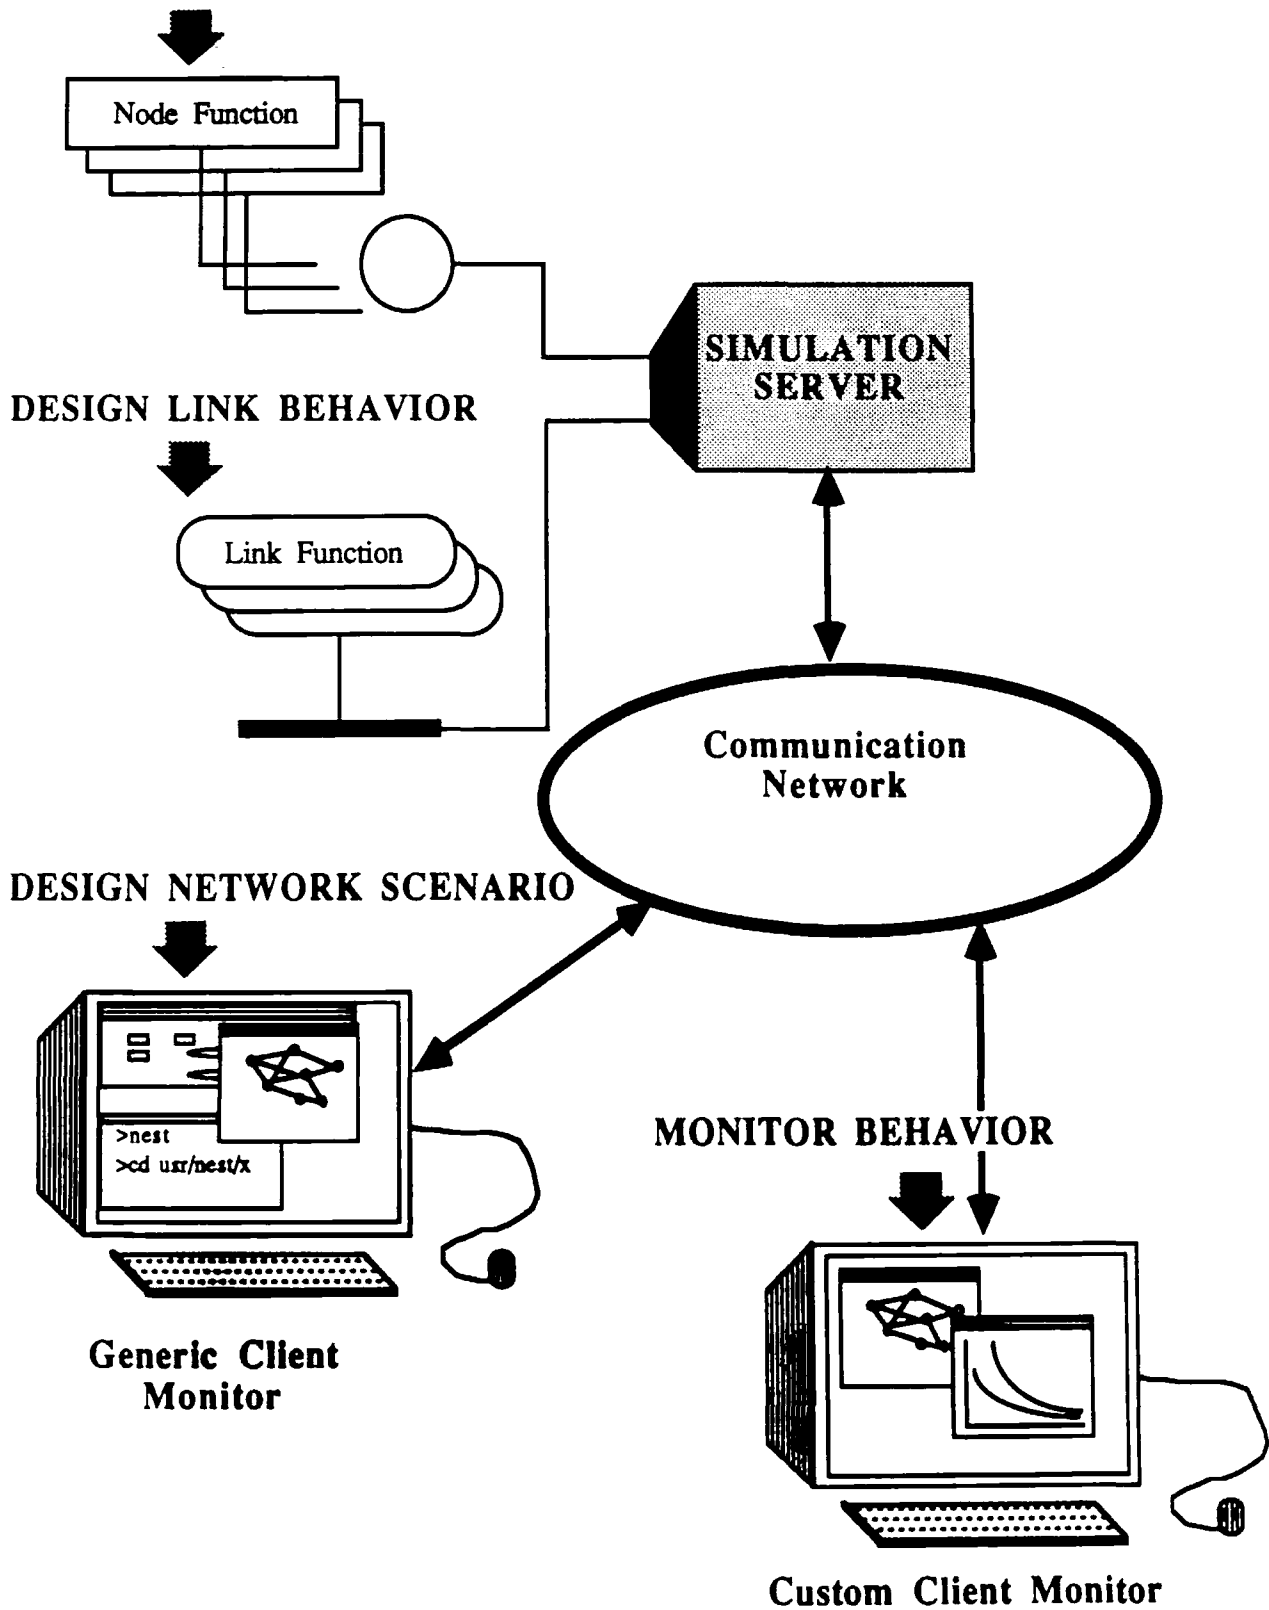 Node Function
SIMULATION
SERVER
DESIGN LINK BEHAVIOR
Link Function
Communication
Network
DESIGN NETWORK SCENARIO
>nest
>cd usr/nest/x
MONITOR BEHAVIOR
Generic Client
Monitor
Custom Client Monitor